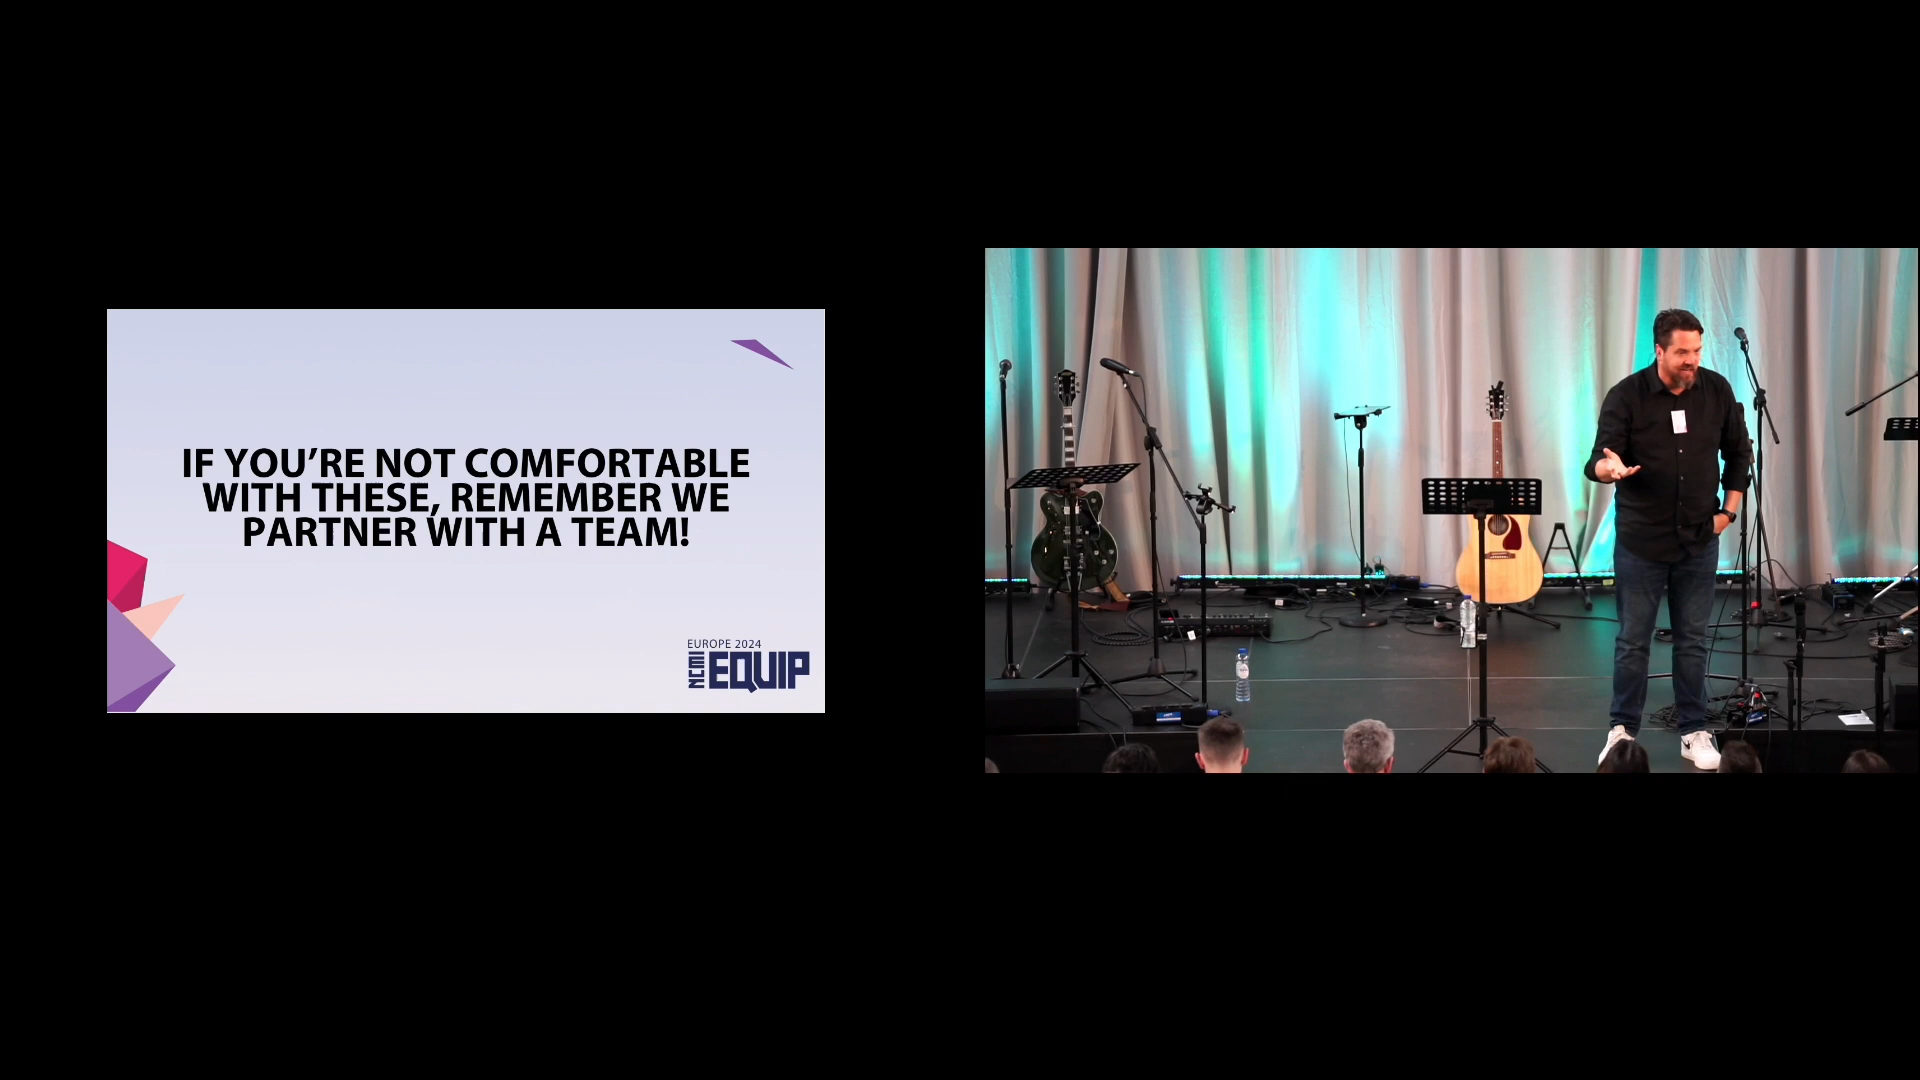 IF YOU’RE NOT COMFORTABLE
WITH THESE, REMEMBER WE
PARTNER WITH A TEAM!
EUROPE 2024
NCMI
EQUIP